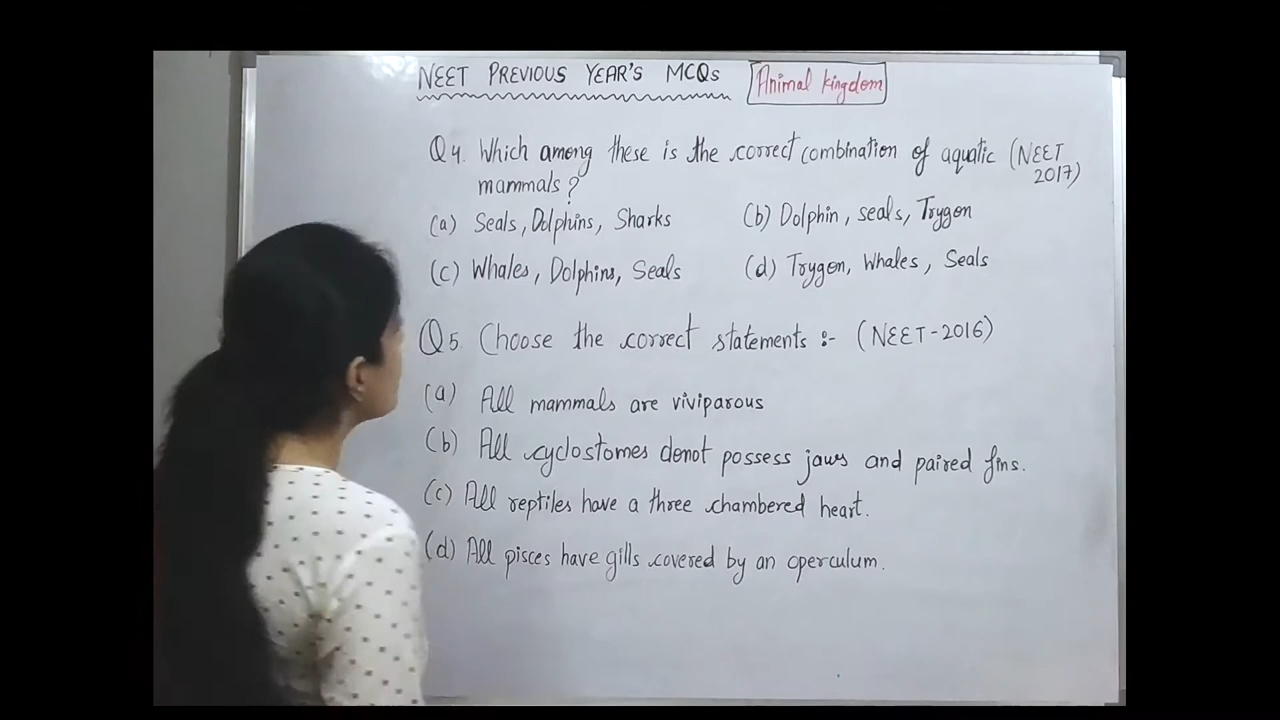 NEET PREVIOUS YEAR'S MCQs Animal kingdom
Q4. Which among these is the correct combination of aquatic (NEET 2017)
mammals?
(a) Seals, Dolphins, Sharks (b) Dolphin, seals, Trygon
(c) Whales, Dolphins, Seals (d) Trygon, Whales, Seals
Q5. Choose the correct statements :- (NEET-2016)
(a) All mammals are viviparous
(b) All cyclostomes donot possess jaws and paired fins.
(c) All reptiles have a three chambered heart.
(d) All pisces have gills covered by an operculum.